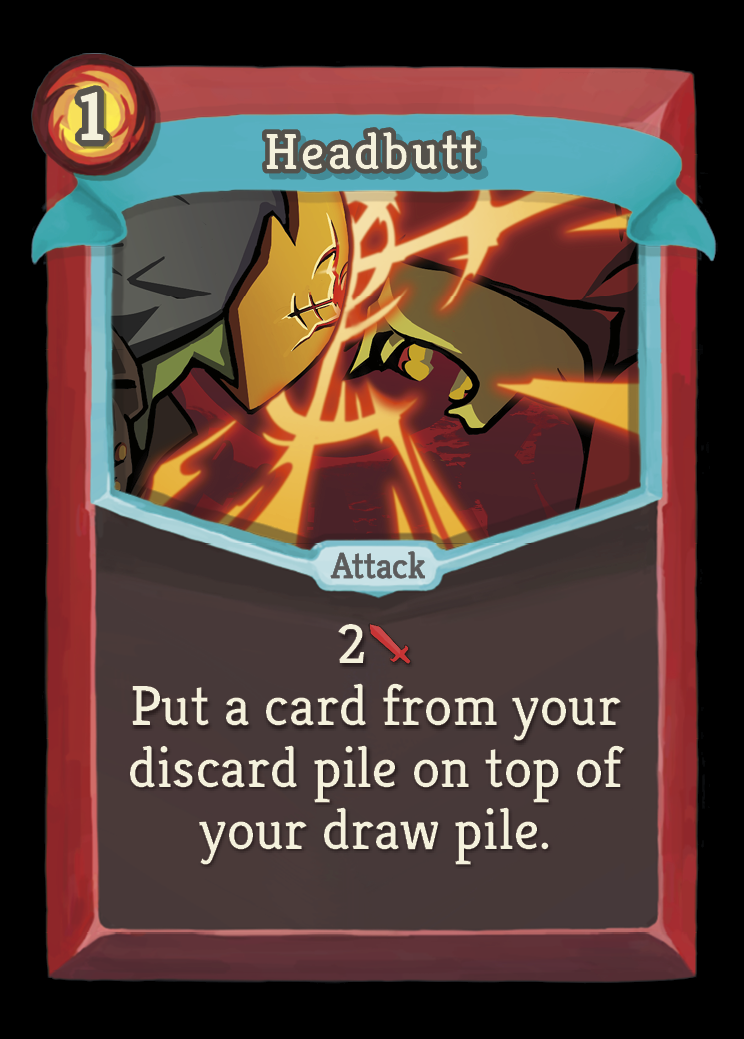 1
Headbutt
Attack
2
Put a card from your
discard pile on top of
your draw pile.